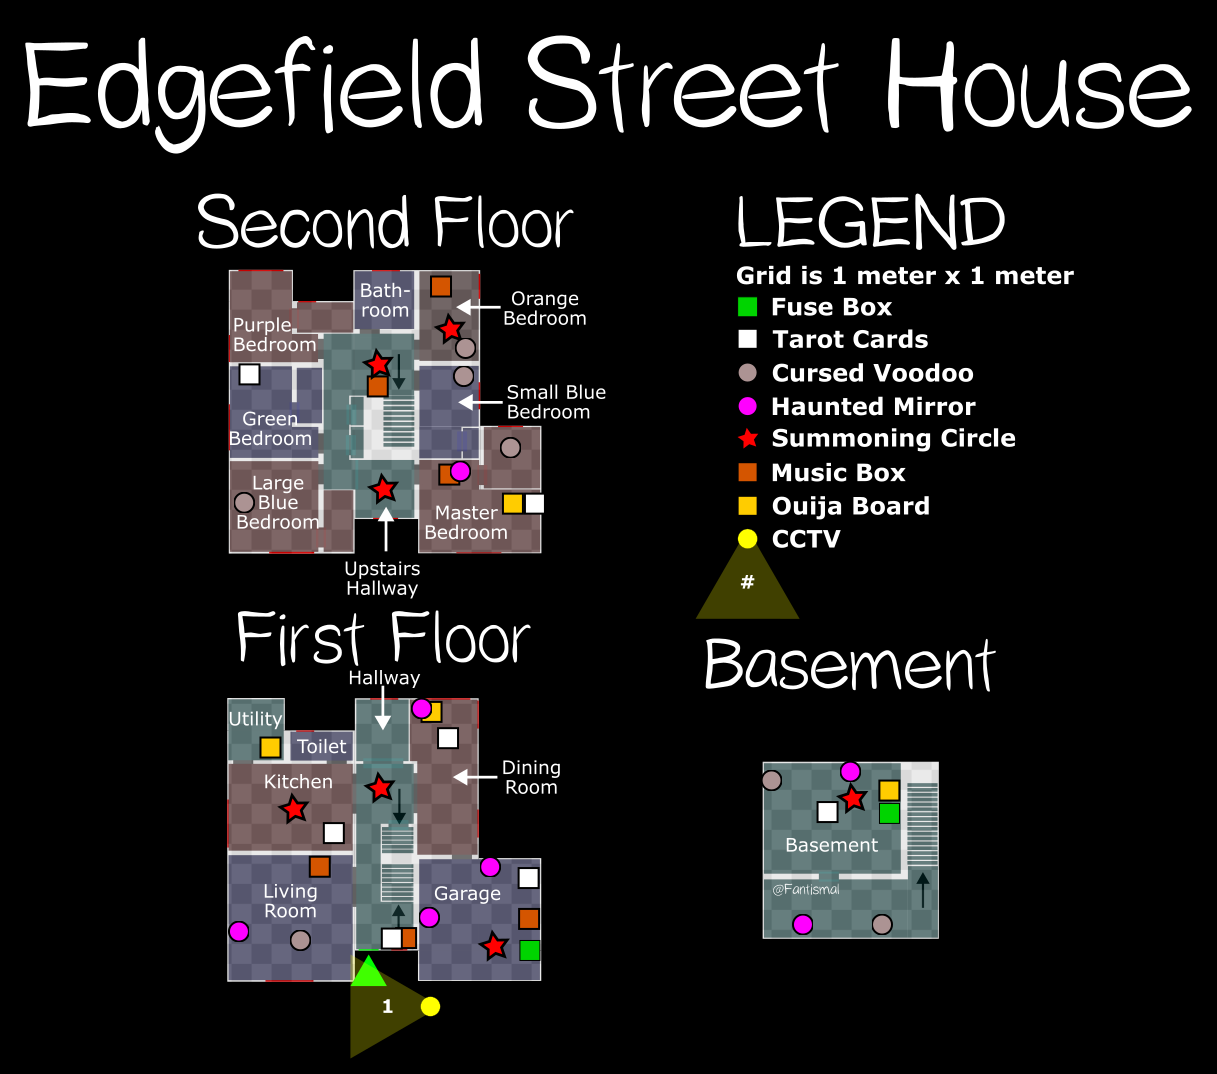 Edgefield Street House
Second Floor
Bath-
room
Orange
Bedroom
Purple
Bedroom
Small Blue
Bedroom
Green
Bedroom
Large
Blue
Bedroom
Master
Bedroom
Upstairs
Hallway
LEGEND
Grid is 1 meter x 1 meter
Fuse Box
Tarot Cards
Cursed Voodoo
Haunted Mirror
Summoning Circle
Music Box
Ouija Board
CCTV
#
First Floor
Hallway
Utility
Toilet
Kitchen
Dining
Room
Living
Room
Garage
1
Basement
Basement
@Fantismal